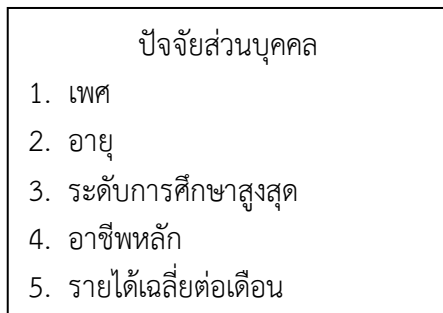 ปัจจัยส่วนบุคคล
1. เพศ
2. อายุ
3. ระดับการศึกษาสูงสุด
4. อาชีพหลัก
5. รายได้เฉลี่ยต่อเดือน